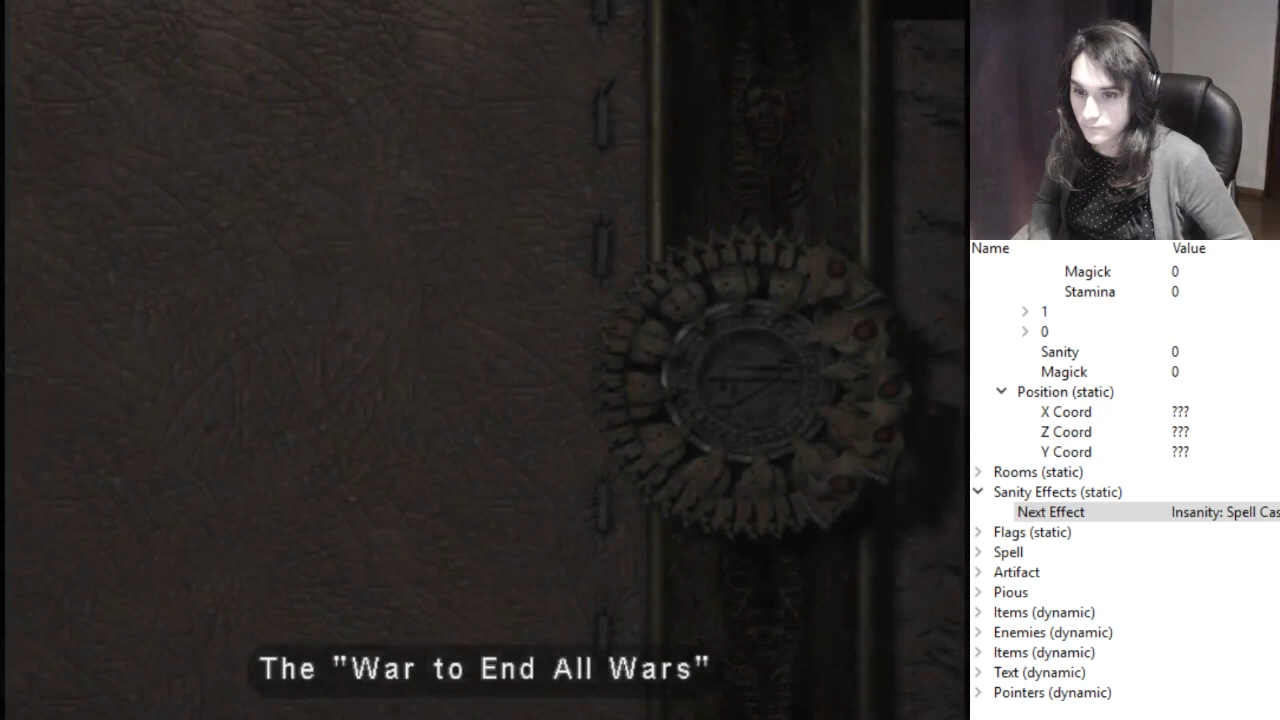 The "War to End All Wars"
Name Value
Magick 0
Stamina 0
1
0
Sanity 0
Magick 0
Position (static)
X Coord ???
Z Coord ???
Y Coord ???
Rooms (static)
Sanity Effects (static)
Next Effect Insanity: Spell Cas
Flags (static)
Spell
Artifact
Pious
Items (dynamic)
Enemies (dynamic)
Items (dynamic)
Text (dynamic)
Pointers (dynamic)